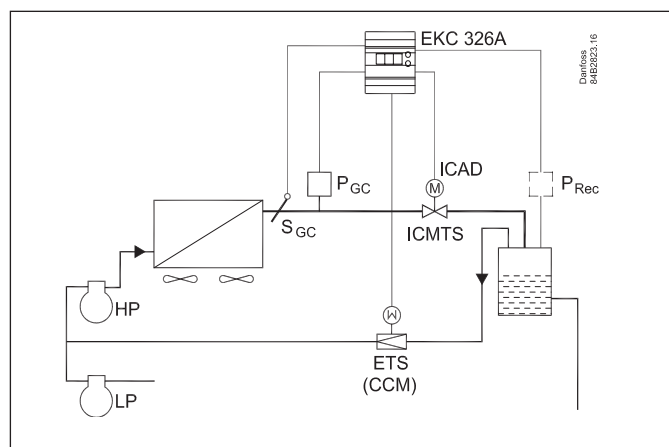 EKC 326A
Danfoss
84B2823.16
ICAD
M
P GC
P Rec
S GC
ICMTS
HP
M
ETS
(CCM)
LP